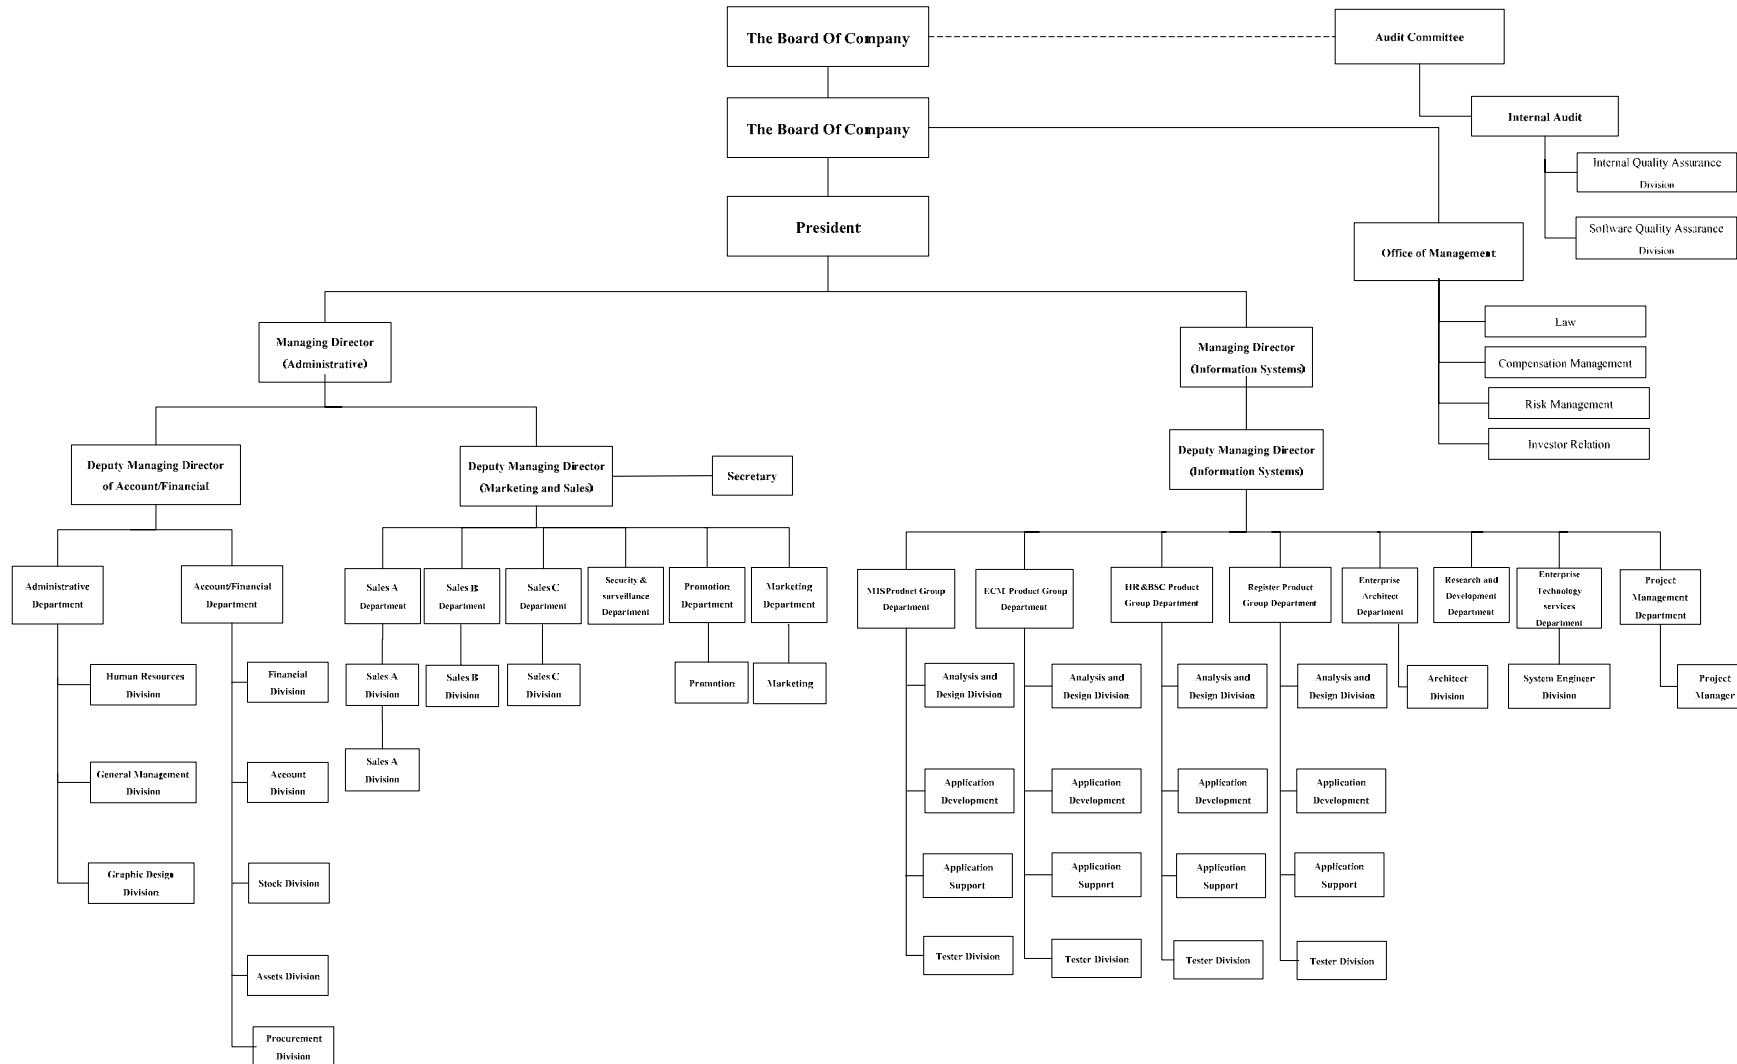 The Board Of Company
Audit Committee
The Board Of Company
Internal Audit
Internal Quality Assurance
Division
Software Quality Assurance
Division
President
Office of Management
Law
Compensation Management
Risk Management
Investor Relation
Managing Director
(Administrative)
Managing Director
(Information Systems)
Deputy Managing Director
of Account/Financial
Deputy Managing Director
(Marketing and Sales)
Secretary
Deputy Managing Director
(Information Systems)
Administrative
Department
Account/Financial
Department
Sales A
Department
Sales B
Department
Sales C
Department
Security &
surveillance
Department
Promotion
Department
Marketing
Department
MIS Product Group
Department
ECM Product Group
Department
HR&BSC Product
Group Department
Register Product
Group Department
Enterprise
Architect
Department
Research and
Development
Department
Enterprise
Technology
services
Department
Project
Management
Department
Human Resources
Division
General Management
Division
Graphic Design
Division
Financial
Division
Account
Division
Stock Division
Assets Division
Procurement
Division
Sales A
Division
Sales A
Division
Sales B
Division
Sales C
Division
Promotion
Marketing
Analysis and
Design Division
Application
Development
Application
Support
Tester Division
Analysis and
Design Division
Application
Development
Application
Support
Tester Division
Analysis and
Design Division
Application
Development
Application
Support
Tester Division
Analysis and
Design Division
Application
Development
Application
Support
Tester Division
Architect
Division
System Engineer
Division
Project
Manager